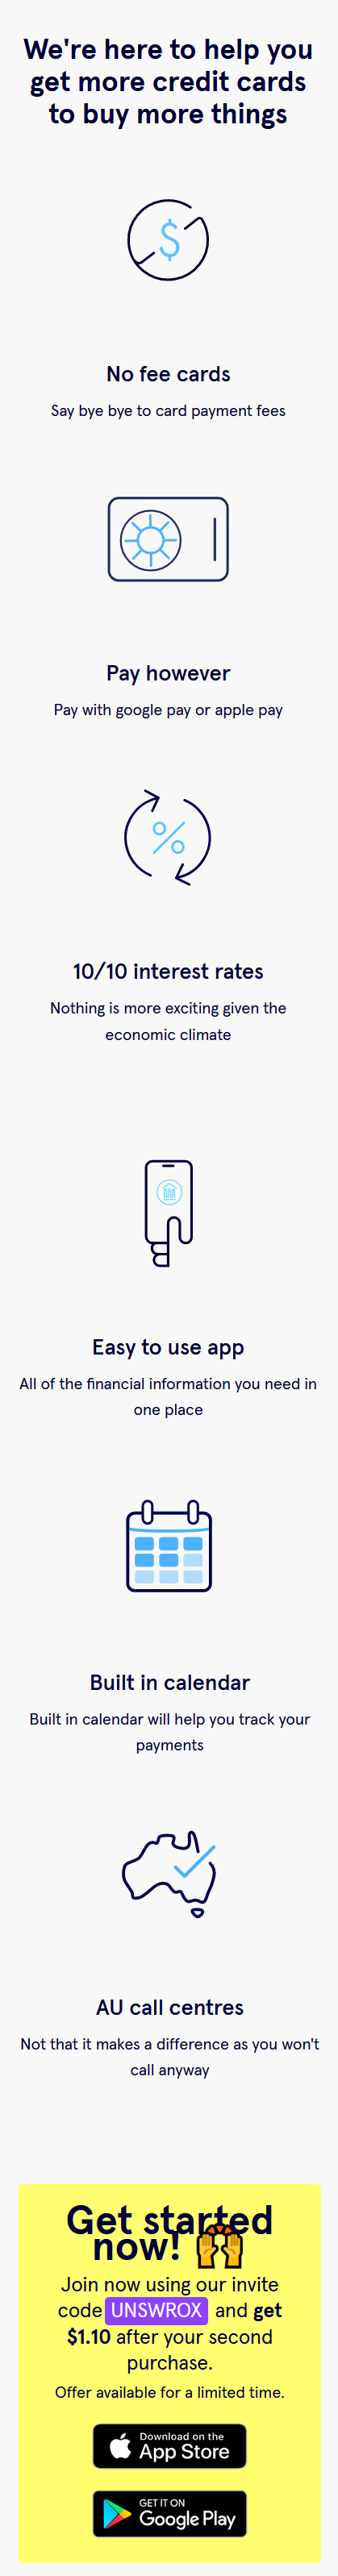 We're here to help you
get more credit cards
to buy more things
$
No fee cards
Say bye bye to card payment fees
Pay however
Pay with google pay or apple pay
%
10/10 interest rates
Nothing is more exciting given the
economic climate
Easy to use app
All of the financial information you need in
one place
Built in calendar
Built in calendar will help you track your
payments
AU call centres
Not that it makes a difference as you won't
call anyway
Get started
now! 🙌
Join now using our invite
code UNSWROX and get
$1.10 after your second
purchase.
Offer available for a limited time.
Download on the
App Store
GET IT ON
Google Play